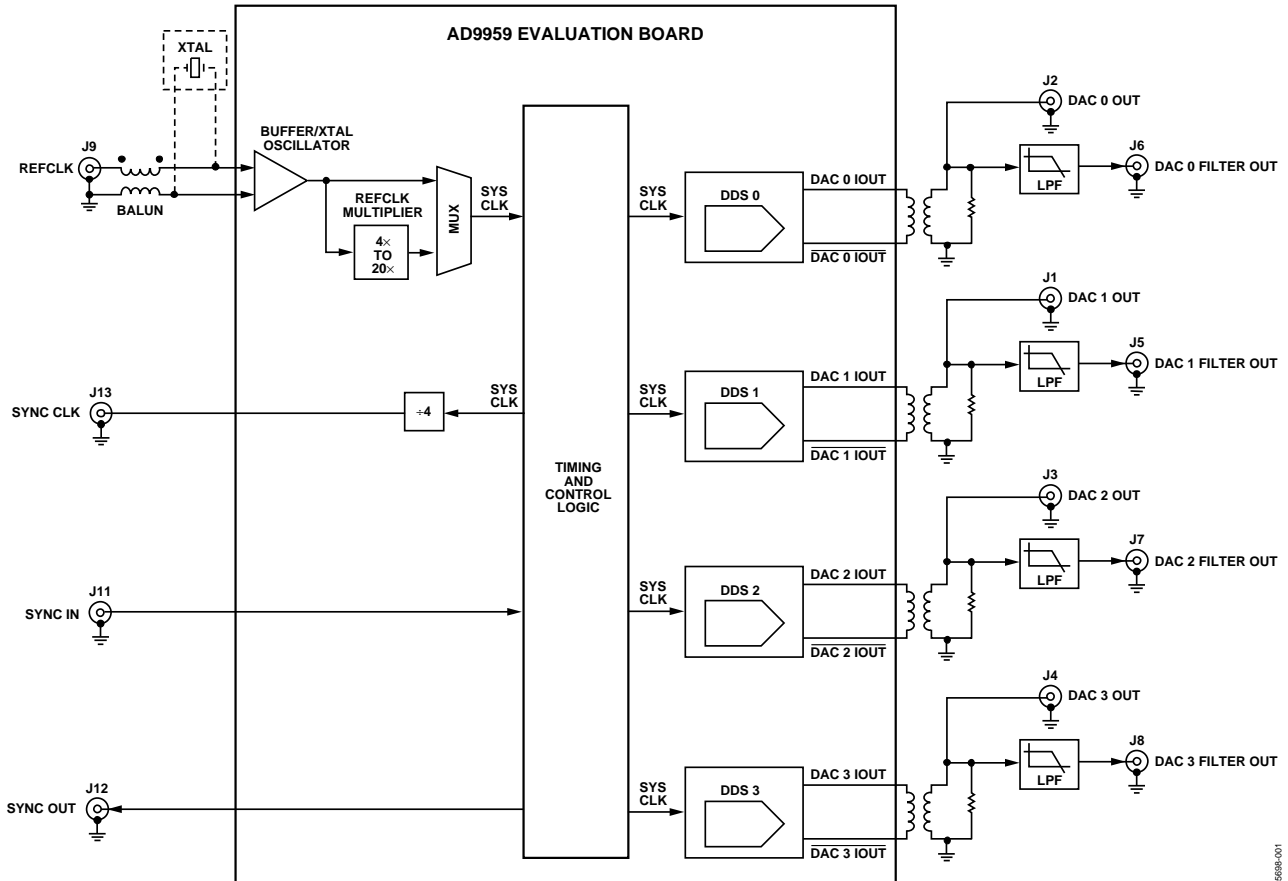 AD9959 EVALUATION BOARD
XTAL
J9
REFCLK
BALUN
BUFFER/XTAL
OSCILLATOR
REFCLK
MULTIPLIER
4×
TO
20×
MUX
SYS
CLK
J13
SYNC CLK
÷4
SYS
CLK
J11
SYNC IN
J12
SYNC OUT
TIMING
AND
CONTROL
LOGIC
SYS
CLK
DDS 0
DAC 0 IOUT
DAC 0 IOUT
J2
DAC 0 OUT
LPF
J6
DAC 0 FILTER OUT
SYS
CLK
DDS 1
DAC 1 IOUT
DAC 1 IOUT
J1
DAC 1 OUT
LPF
J5
DAC 1 FILTER OUT
SYS
CLK
DDS 2
DAC 2 IOUT
DAC 2 IOUT
J3
DAC 2 OUT
LPF
J7
DAC 2 FILTER OUT
SYS
CLK
DDS 3
DAC 3 IOUT
DAC 3 IOUT
J4
DAC 3 OUT
LPF
J8
DAC 3 FILTER OUT
5698-001